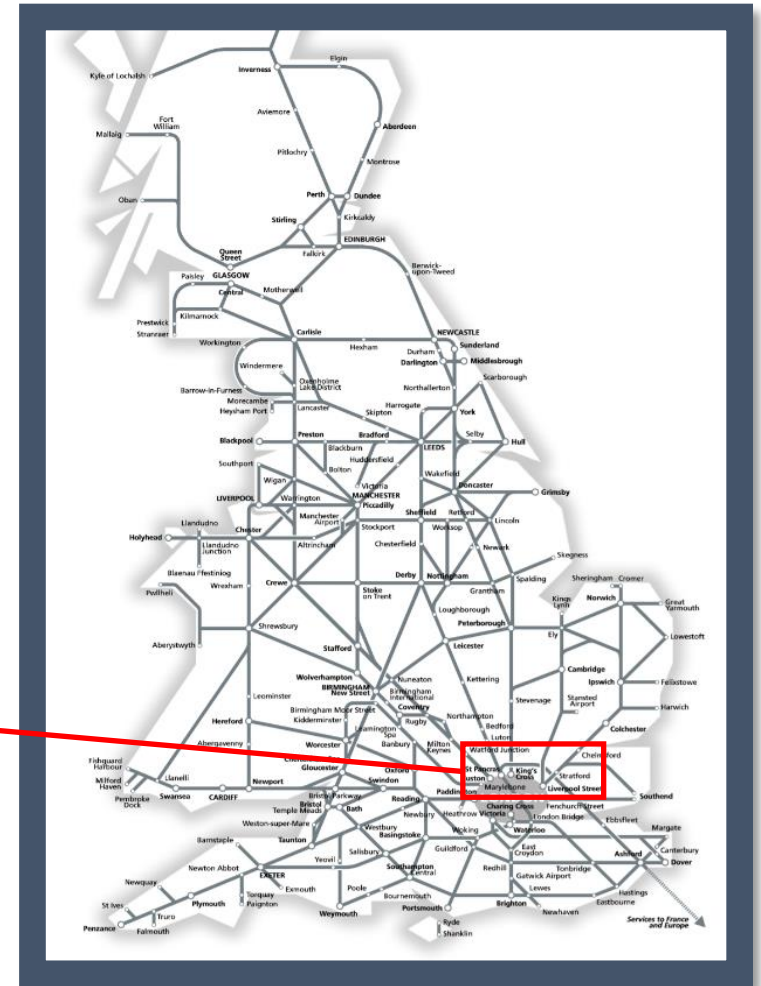 Elgin
Inverness
Kyle of Lochalsh
Aviemore
Fort
William
Mallaig
Aberdeen
Pitlochry
Montrose
Perth
Dundee
Oban
Stirling
Kirkcaldy
EDINBURGH
Queen
Street
Falkirk
GLASGOW
Central
Paisley
Motherwell
Berwick-
upon-Tweed
Prestwick
Kilmarnock
Stranraer
Carlisle
NEWCASTLE
Workington
Hexham
Sunderland
Durham
Darlington
Middlesbrough
Windermere
Oxenholme
Lake District
Scarborough
Barrow-in-Furness
Northallerton
Morecambe
Heysham Port
Lancaster
Harrogate
Skipton
York
Blackpool
Preston
Bradford
Selby
Hull
Blackburn
LEEDS
Southport
Bolton
Huddersfield
Wakefield
Wigan
Victoria
MANCHESTER
Piccadilly
Doncaster
Grimsby
LIVERPOOL
Warrington
Manchester
Airport
Sheffield
Retford
Llandudno
Stockport
Worksop
Lincoln
Holyhead
Chester
Llandudno
Junction
Altrincham
Chesterfield
Newark
Skegness
Blaenau Ffestiniog
Wrexham
Crewe
Stoke
on Trent
Derby
Nottingham
Grantham
Spalding
Sheringham
Cromer
Pwllheli
Kings
Lynn
Norwich
Great
Yarmouth
Loughborough
Shrewsbury
Peterborough
Ely
Lowestoft
Aberystwyth
Stafford
Leicester
Wolverhampton
Nuneaton
Cambridge
BIRMINGHAM
New Street
Birmingham
International
Kettering
Ipswich
Felixstowe
Leominster
Birmingham Moor Street
Coventry
Stevenage
Stansted
Airport
Harwich
Kidderminster
Rugby
Northampton
Hereford
Leamington
Spa
Bedford
Colchester
Worcester
Banbury
Milton
Keynes
Luton
Abergavenny
Watford Junction
Chelmsford
Fishguard
Harbour
Gloucester
Oxford
St Pancras
King's
Cross
Euston
Stratford
Milford
Haven
Llanelli
Newport
Swindon
Marylebone
Liverpool Street
Pembroke
Dock
Swansea
CARDIFF
Bristol Parkway
Reading
Paddington
Southend
Bristol
Temple Meads
Bath
Charing Cross
Fenchurch Street
Weston-super-Mare
Newbury
Heathrow
Victoria
London Bridge
Ebbsfleet
Westbury
Basingstoke
Woking
Waterloo
Margate
Barnstaple
Taunton
Guildford
East
Croydon
Canterbury
Salisbury
Ashford
Dover
Newton Abbot
Yeovil
Southampton
Central
Redhill
Tonbridge
Gatwick Airport
Newquay
EXETER
Exmouth
Poole
Lewes
Hastings
Torquay
Paignton
Bournemouth
Eastbourne
St Ives
Plymouth
Weymouth
Portsmouth
Brighton
Newhaven
Truro
Ryde
Services to France
and Europe
Penzance
Falmouth
Shanklin